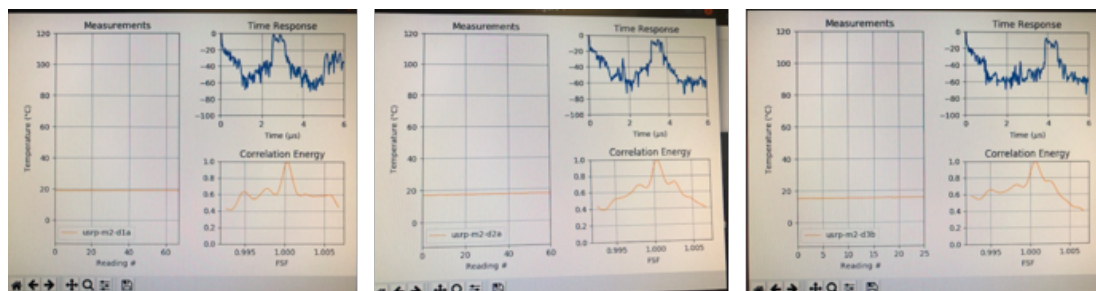 Measurements
Time Response
120
100
80
60
40
20
0
Temperature (°C)
0
−20
−40
−60
−80
−100
0 2 4 6
Time (μs)
Correlation Energy
1.0
0.8
0.6
0.4
0.2
0.0
0.995 1.000 1.005
FSF
usrp-m2-d1a
0 20 40 60
Reading #
Measurements
Time Response
120
100
80
60
40
20
0
Temperature (°C)
0
−20
−40
−60
−80
−100
0 2 4 6
Time (μs)
Correlation Energy
1.0
0.8
0.6
0.4
0.2
0.0
0.995 1.000 1.005
FSF
usrp-m2-d2a
0 20 40 60
Reading #
Measurements
Time Response
120
100
80
60
40
20
0
Temperature (°C)
0
−20
−40
−60
−80
−100
0 2 4 6
Time (μs)
Correlation Energy
1.0
0.8
0.6
0.4
0.2
0.0
0.995 1.000 1.005
FSF
usrp-m2-d3b
0 5 10 15 20 25
Reading #